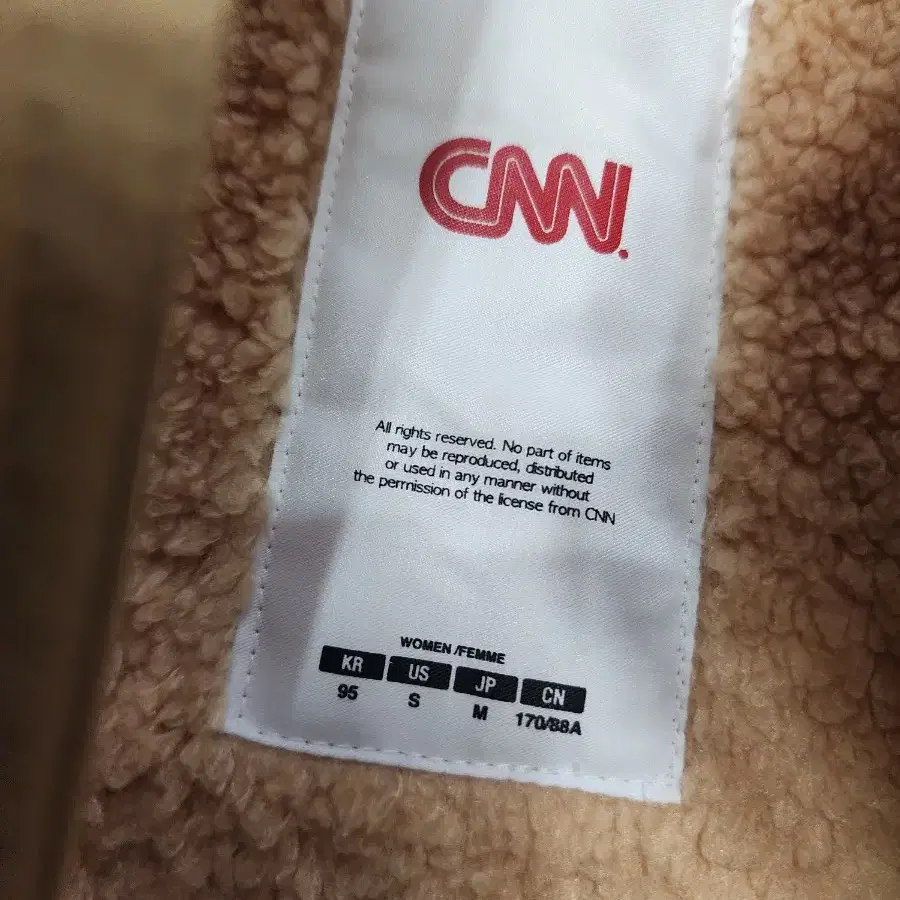 CNN.
All rights reserved. No part of items
may be reproduced, distributed
or used in any manner without
the permission of the license from CNN
WOMEN /FEMME
KR US JP CN
95 S M 170/88A